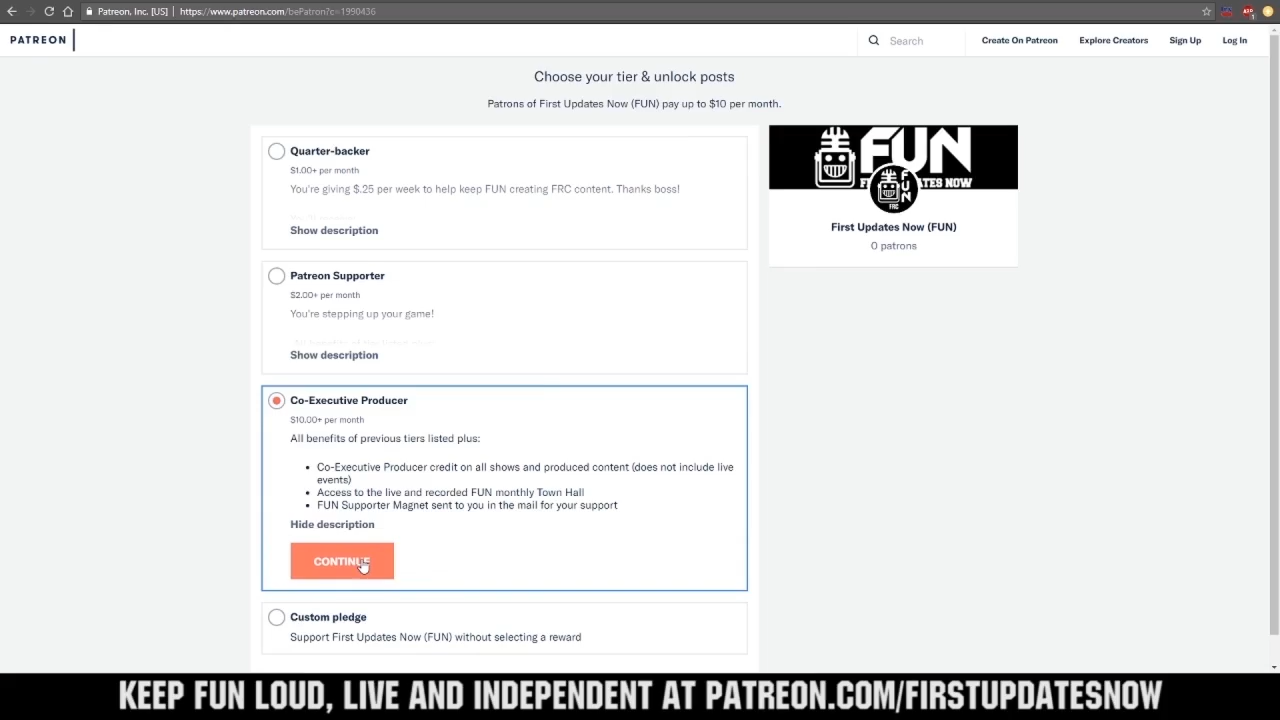 Patreon, Inc. [US] | https://www.patreon.com/bePatron?c=1990436
PATREON
Search
Create On Patreon
Explore Creators
Sign Up
Log In
Choose your tier & unlock posts
Patrons of First Updates Now (FUN) pay up to $10 per month.
Quarter-backer
$1.00+ per month
You're giving $.25 per week to help keep FUN creating FRC content. Thanks boss!
Show description
Patreon Supporter
$2.00+ per month
You're stepping up your game!
Show description
Co-Executive Producer
$10.00+ per month
All benefits of previous tiers listed plus:
• Co-Executive Producer credit on all shows and produced content (does not include live
events)
• Access to the live and recorded FUN monthly Town Hall
• FUN Supporter Magnet sent to you in the mail for your support
Hide description
CONTINUE
Custom pledge
Support First Updates Now (FUN) without selecting a reward
FUN
UPDATES NOW
FUN
FRC
First Updates Now (FUN)
0 patrons
KEEP FUN LOUD, LIVE AND INDEPENDENT AT PATREON.COM/FIRSTUPDATESNOW